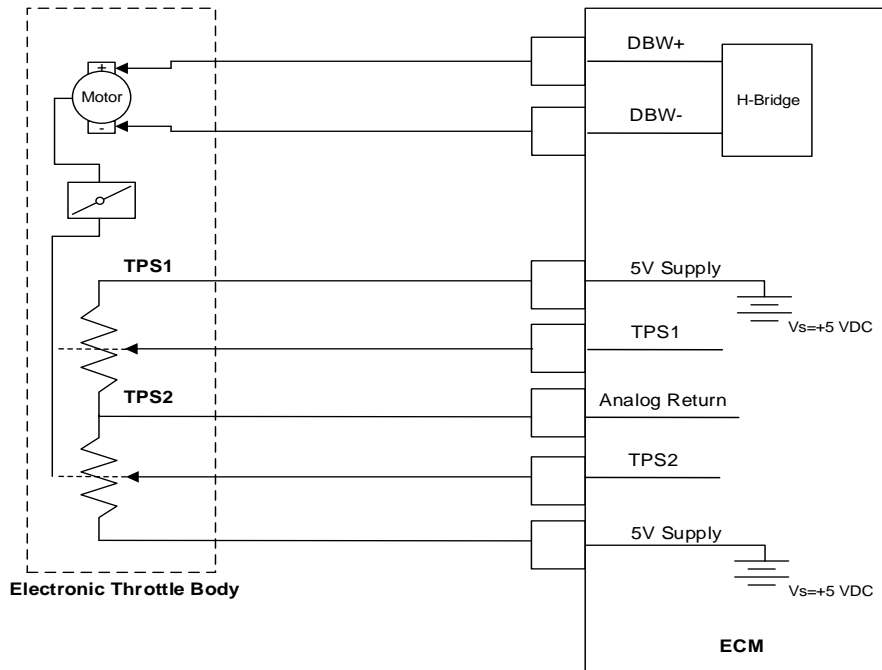 DBW+
+
Motor
H-Bridge
-
DBW-
TPS1
5V Supply
Vs=+5 VDC
TPS1
TPS2
Analog Return
TPS2
5V Supply
Electronic Throttle Body
Vs=+5 VDC
ECM